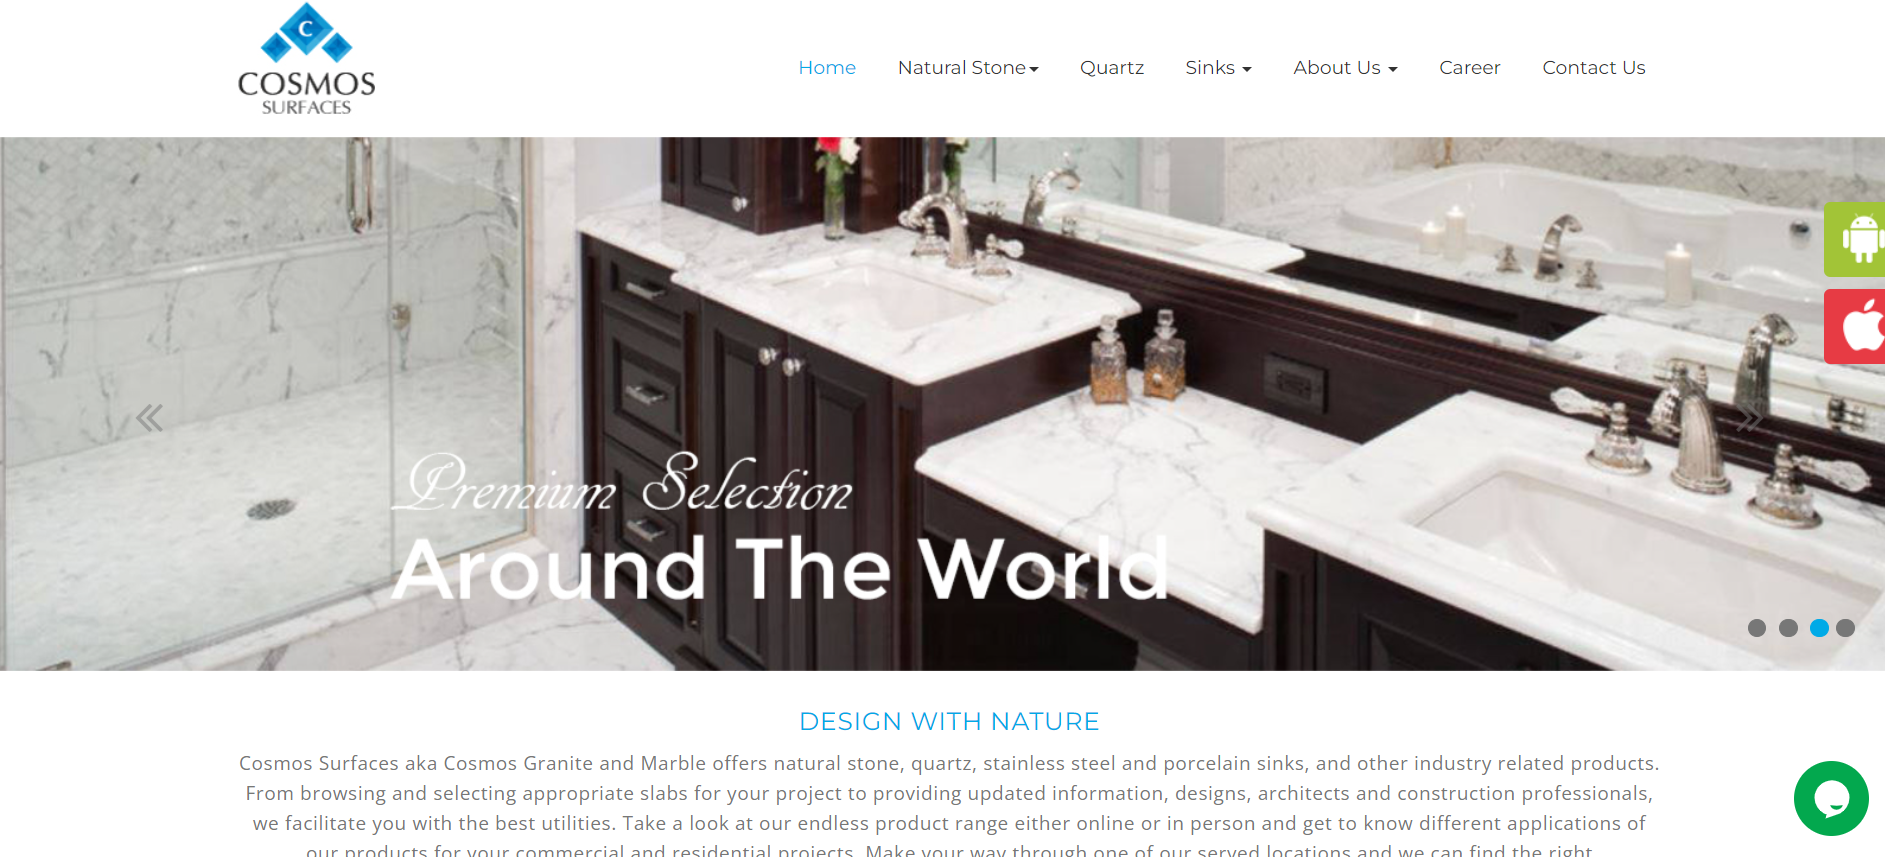 C
COSMOS
SURFACES
Home Natural Stone Quartz Sinks About Us Career Contact Us
Premium Selection
Around The World
DESIGN WITH NATURE
Cosmos Surfaces aka Cosmos Granite and Marble offers natural stone, quartz, stainless steel and porcelain sinks, and other industry related products.
From browsing and selecting appropriate slabs for your project to providing updated information, designs, architects and construction professionals,
we facilitate you with the best utilities. Take a look at our endless product range either online or in person and get to know different applications of
our products for your commercial and residential projects. Make your way through one of our served locations and we can find the right